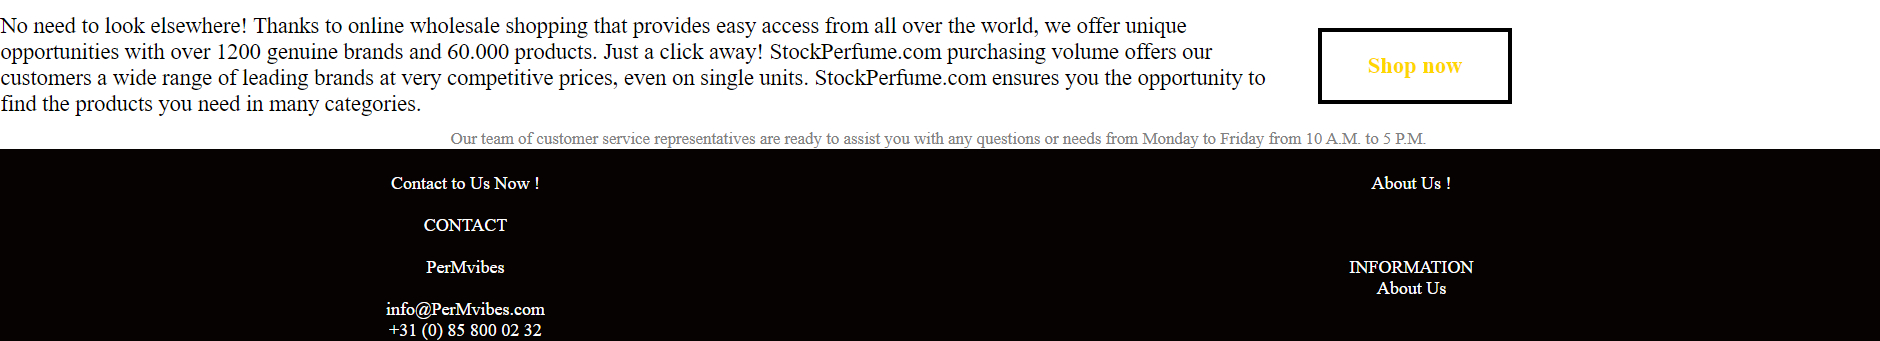 No need to look elsewhere! Thanks to online wholesale shopping that provides easy access from all over the world, we offer unique
opportunities with over 1200 genuine brands and 60.000 products. Just a click away! StockPerfume.com purchasing volume offers our
customers a wide range of leading brands at very competitive prices, even on single units. StockPerfume.com ensures you the opportunity to
find the products you need in many categories.
Shop now
Our team of customer service representatives are ready to assist you with any questions or needs from Monday to Friday from 10 A.M. to 5 P.M.
Contact to Us Now !
CONTACT
PerMvibes
info@PerMvibes.com
+31 (0) 85 800 02 32
About Us !
INFORMATION
About Us